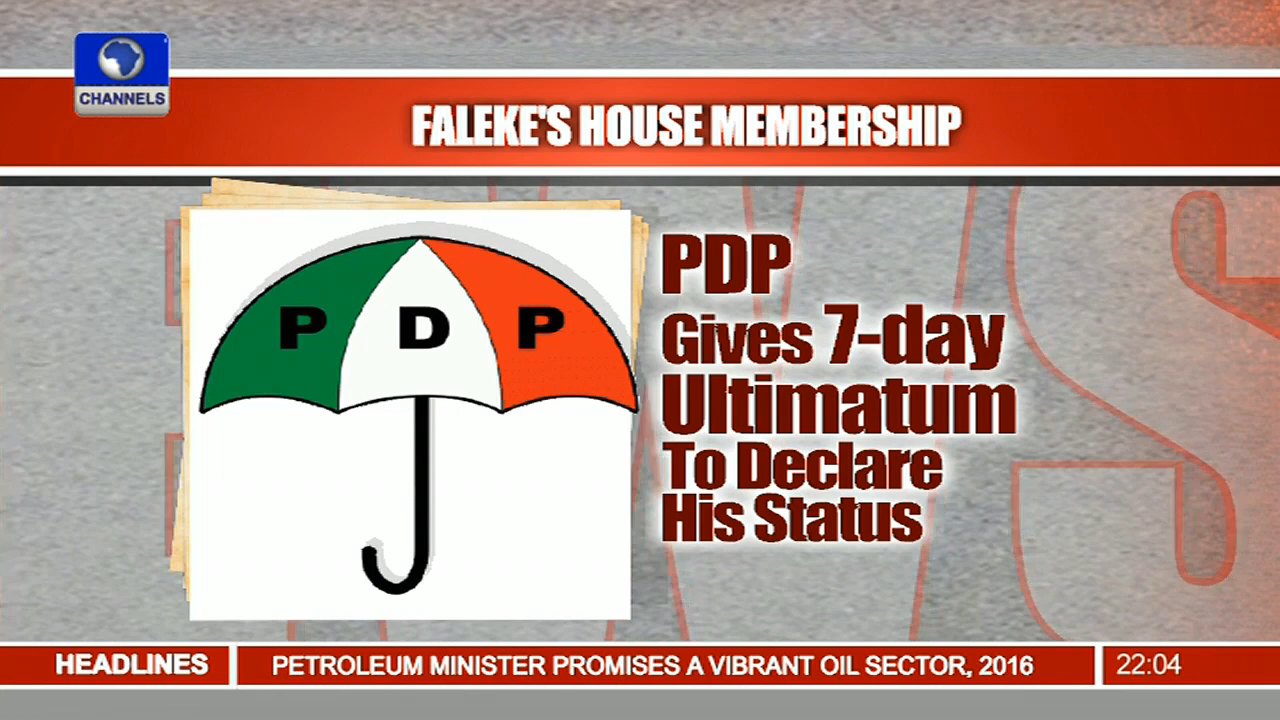 CHANNELS
FALEKE'S HOUSE MEMBERSHIP
P D P
PDP
Gives 7-day
Ultimatum
To Declare
His Status
HEADLINES
PETROLEUM MINISTER PROMISES A VIBRANT OIL SECTOR, 2016
22:04